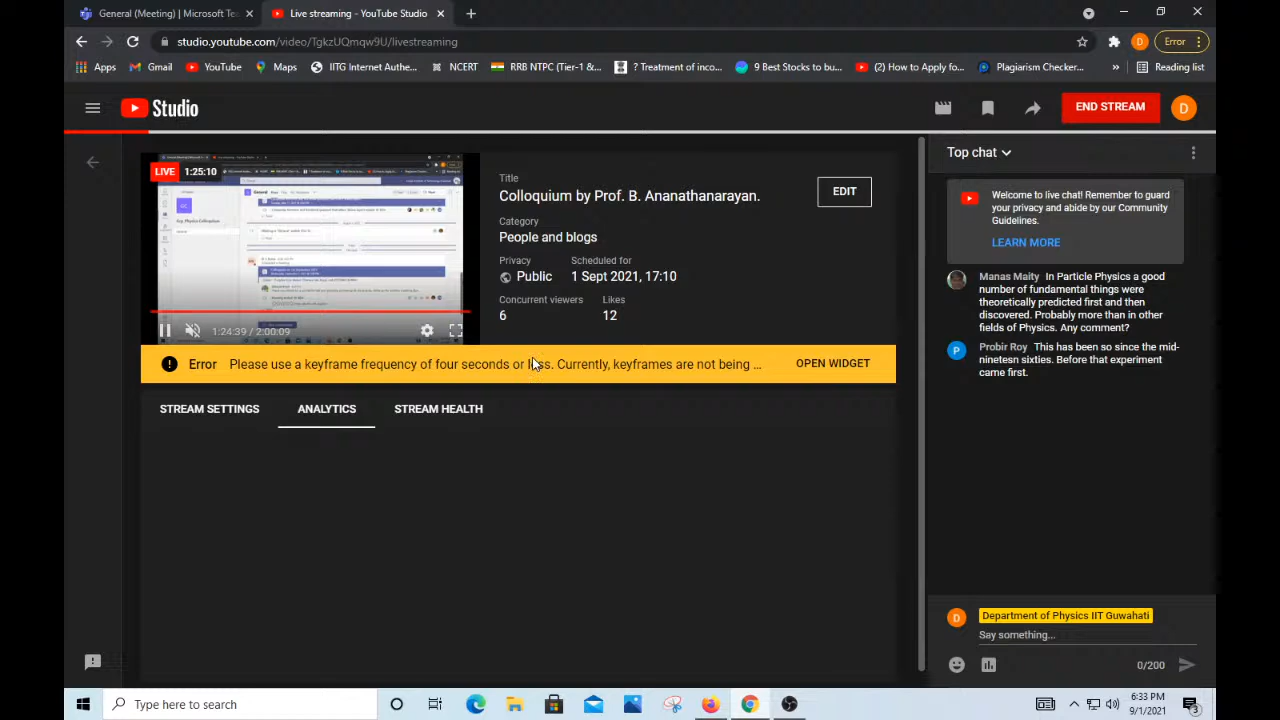 General (Meeting) | Microsoft Tea
Live streaming - YouTube Studio
studio.youtube.com/video/TgkzUQmqw9U/livestreaming
Error
Apps
Gmail
YouTube
Maps
IITG Internet Authe...
NCERT
RRB NTPC (Tier-1 &...
? Treatment of inco...
9 Best Stocks to bu...
(2) How to Apply fo...
Plagiarism Checker...
»
Reading list
Studio
END STREAM
D
LIVE 1:25:10
1:24:39 / 2:00:09
Title
Colloquium by Prof. B. Ananathanarayan
EDIT
Category
People and blogs
Privacy
Public
Scheduled for
1 Sept 2021, 17:10
Concurrent viewers
6
Likes
12
Error Please use a keyframe frequency of four seconds or less. Currently, keyframes are not being ...
OPEN WIDGET
STREAM SETTINGS
ANALYTICS
STREAM HEALTH
Top chat
Welcome to live chat! Remember to guard
your privacy and abide by our Community
Guidelines.
LEARN MORE
In Particle Physics a good
number of fundamental things were
theoretically predicted first and then
discovered. Probably more than in other
fields of Physics. Any comment?
P
Probir Roy This has been so since the mid-
nineteen sixties. Before that experiment
came first.
D
Department of Physics IIT Guwahati
Say something...
0/200
Type here to search
6:33 PM
9/1/2021
3